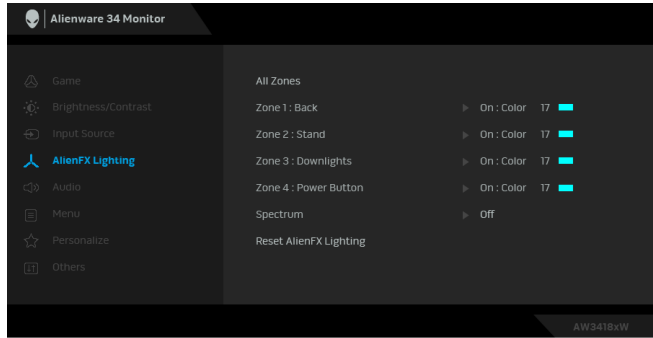 Alienware 34 Monitor
Game
All Zones
Brightness/Contrast
Zone 1 : Back
On : Color 17
Input Source
Zone 2 : Stand
On : Color 17
AlienFX Lighting
Zone 3 : Downlights
On : Color 17
Audio
Zone 4 : Power Button
On : Color 17
Menu
Spectrum
Off
Personalize
Reset AlienFX Lighting
Others
AW3418xW